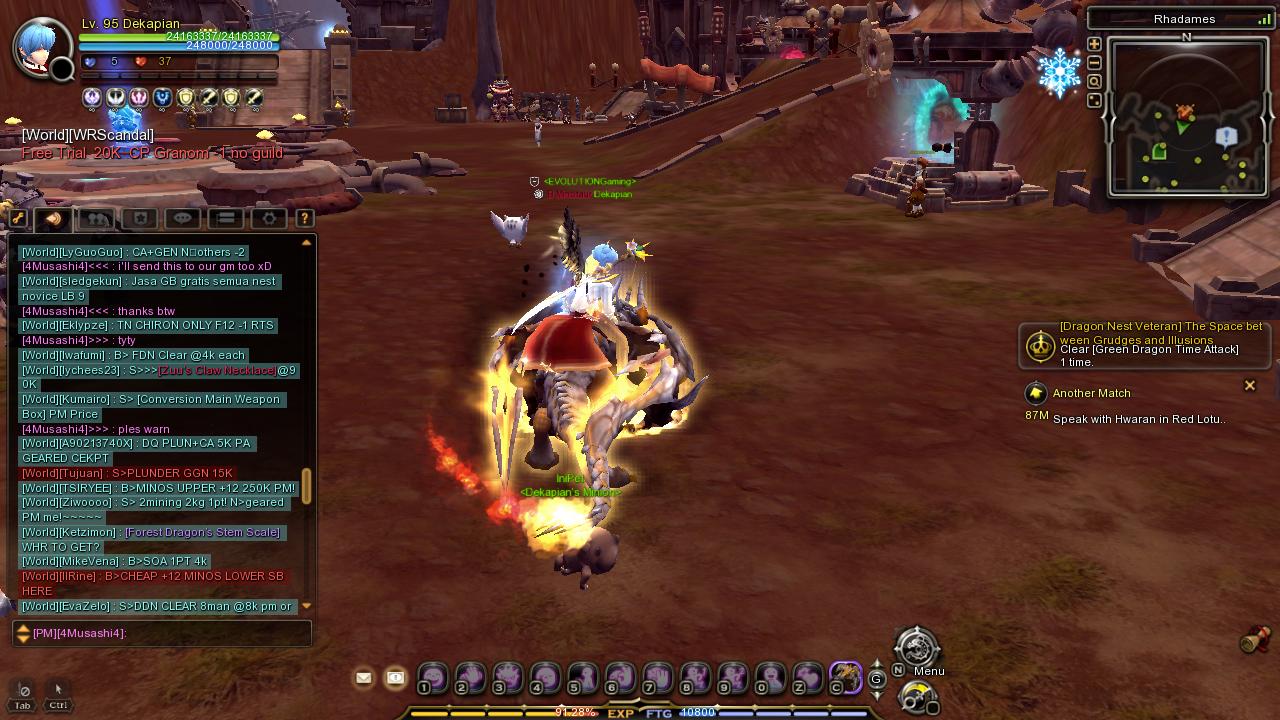 Lv. 95 Dekapian
24163337/24163337
248000/248000
5 37
[World][WRScandal]
Free Trial 20K CP Granom -1 no guild
Rhadames
N
<EVOLUTIONGaming>
Dekapian
[World][LyGuoGuo] : CA+GEN N□others -2
[4Musashi4]<<< : i'll send this to our gm too xD
[World][sledgekun] : Jasa GB gratis semua nest
novice LB 9
[4Musashi4]<<< : thanks btw
[World][Eklypze] : TN CHIRON ONLY F12 -1 RTS
[4Musashi4]>>> : tyty
[World][Iwafumi] : B> FDN Clear @4k each
[World][lychees23] : S>>>[Zuu's Claw Necklace]@9
0K
[World][Kumairo] : S> [Conversion Main Weapon
Box] PM Price
[4Musashi4]>>> : ples warn
[World][A90213740X] : DQ PLUN+CA 5K PA
GEARED CEKPT
[World][Tujuan] : S>PLUNDER GGN 15K
[World][TSIRYEE] : B>MINOS UPPER +12 250K PM!
[World][Ziwoooo] : S> 2mining 2kg 1pt! N>geared
PM me!~~~~~
[World][Ketzimon] : [Forest Dragon's Stem Scale]
WHR TO GET?
[World][MikeVena] : B>SOA 1PT 4k
[World][IIRine] : B>CHEAP +12 MINOS LOWER SB
HERE
[World][EvaZelo] : S>DDN CLEAR 8man @8k pm or
[PM][4Musashi4]:
[Dragon Nest Veteran] The Space bet
ween Grudges and Illusions
Clear [Green Dragon Time Attack]
1 time.
Another Match
87M Speak with Hwaran in Red Lotu..
IniPet
<Dekapian's Minion>
Tab Ctrl
1 2 3 4 5 6 7 8 9 0 Z C G
N Menu
91.28% EXP FTG 10800